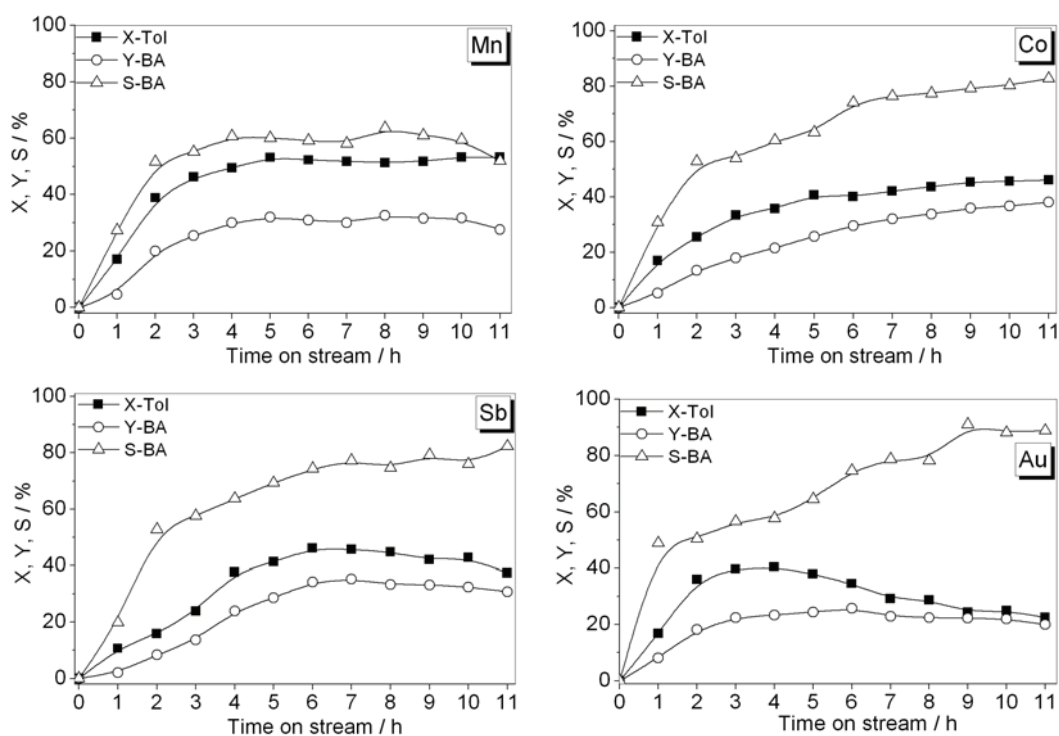 100
X-Tol
Mn
Y-BA
80
S-BA
60
X, Y, S / %
40
20
0
0 1 2 3 4 5 6 7 8 9 10 11
Time on stream / h
100
X-Tol
Co
Y-BA
80
S-BA
60
X, Y, S / %
40
20
0
0 1 2 3 4 5 6 7 8 9 10 11
Time on stream / h
100
X-Tol
Sb
Y-BA
80
S-BA
60
X, Y, S / %
40
20
0
0 1 2 3 4 5 6 7 8 9 10 11
Time on stream / h
100
X-Tol
Y-BA
80
S-BA
Au
60
X, Y, S / %
40
20
0
0 1 2 3 4 5 6 7 8 9 10 11
Time on stream / h